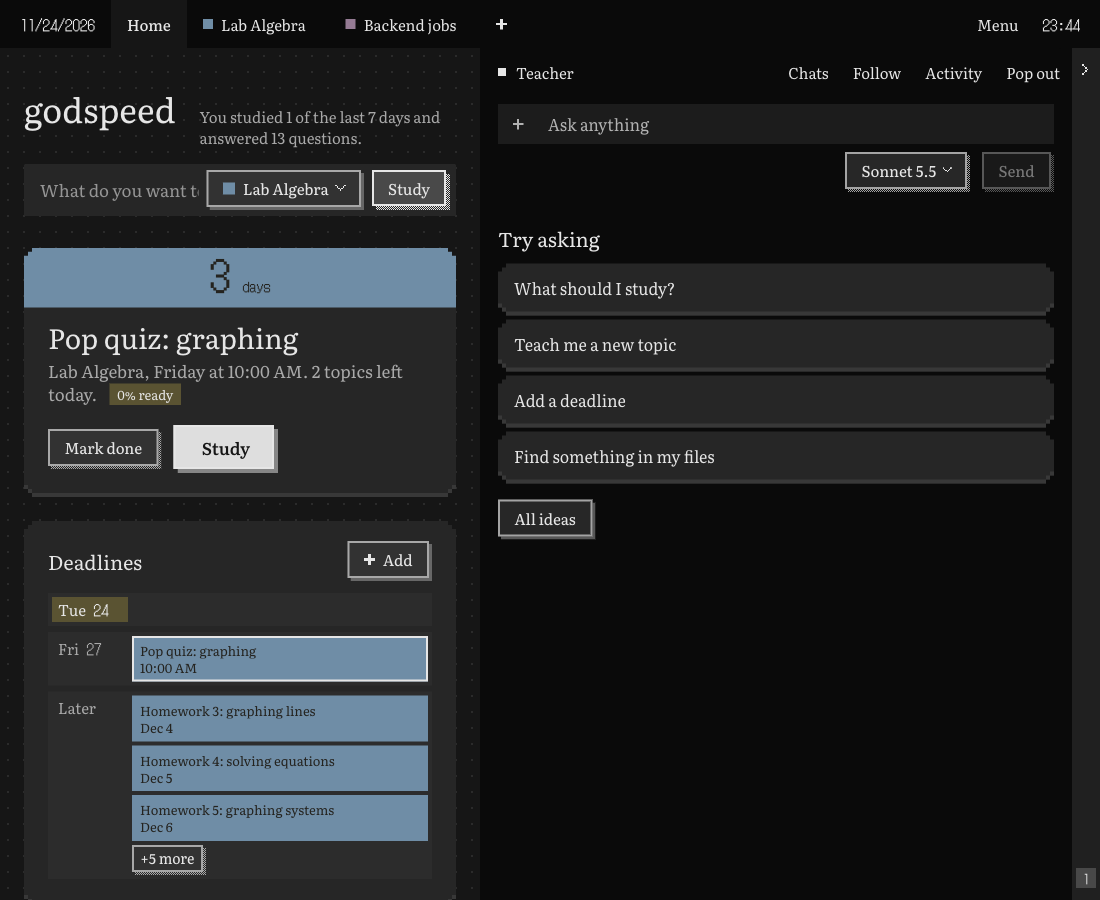 11/24/2026
Home
Lab Algebra
Backend jobs
+
Menu
23:44
godspeed
You studied 1 of the last 7 days and
answered 13 questions.
What do you want to
Lab Algebra
Study
3 days
Pop quiz: graphing
Lab Algebra, Friday at 10:00 AM. 2 topics left
today. 0% ready
Mark done
Study
Deadlines
+ Add
Tue 24
Fri 27
Pop quiz: graphing
10:00 AM
Later
Homework 3: graphing lines
Dec 4
Homework 4: solving equations
Dec 5
Homework 5: graphing systems
Dec 6
+5 more
Teacher
Chats
Follow
Activity
Pop out
+ Ask anything
Sonnet 5.5
Send
Try asking
What should I study?
Teach me a new topic
Add a deadline
Find something in my files
All ideas
1